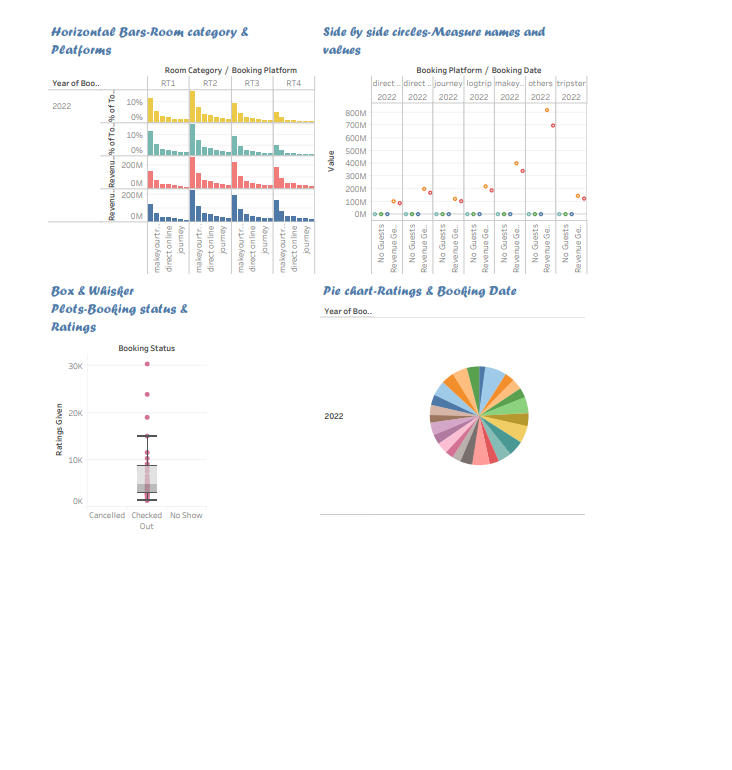 Horizontal Bars-Room category &
Platforms
Room Category / Booking Platform
Year of Boo..
RT1
RT2
RT3
RT4
2022
% of To..
10%
0%
% of To..
10%
0%
Revenu..
200M
0M
Revenu..
200M
0M
makeyourtr..
direct online
journey
makeyourtr..
direct online
journey
makeyourtr..
direct online
journey
makeyourtr..
direct online
journey
Side by side circles-Measure names and
values
Booking Platform / Booking Date
direct ..
direct ..
journey
logtrip
makey..
others
tripster
2022
2022
2022
2022
2022
2022
2022
Value
800M
700M
600M
500M
400M
300M
200M
100M
0M
No Guests
Revenue Ge..
No Guests
Revenue Ge..
No Guests
Revenue Ge..
No Guests
Revenue Ge..
No Guests
Revenue Ge..
No Guests
Revenue Ge..
No Guests
Revenue Ge..
Box & Whisker
Plots-Booking status &
Ratings
Booking Status
Ratings Given
30K
20K
10K
0K
Cancelled
Checked
Out
No Show
Pie chart-Ratings & Booking Date
Year of Boo..
2022